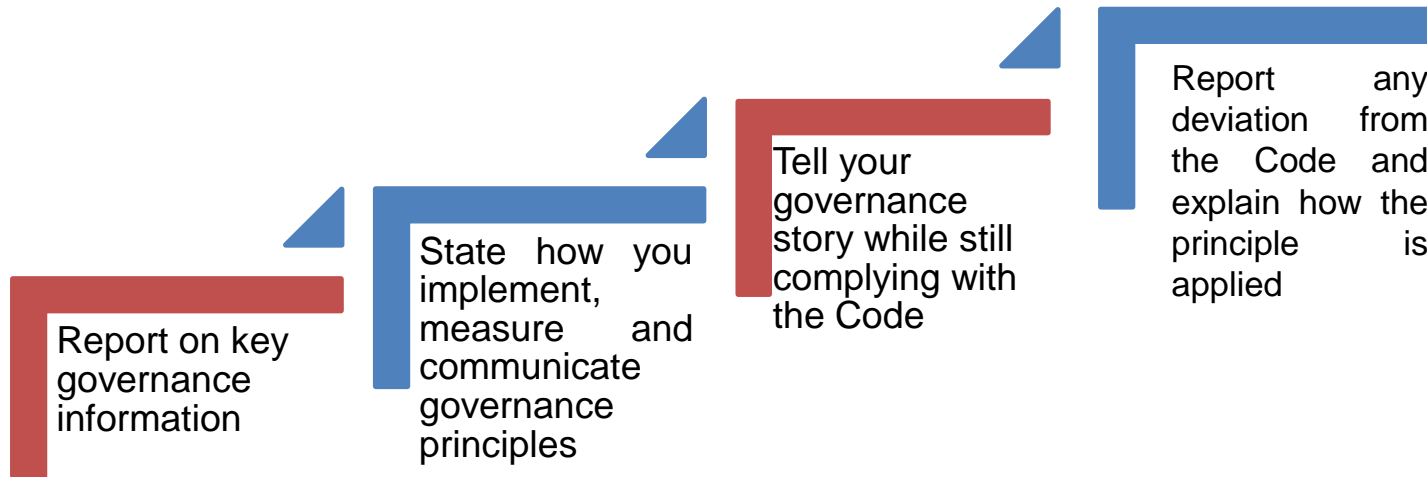 Report on key
governance
information
State how you
implement,
measure and
communicate
governance
principles
Tell your
governance
story while still
complying with
the Code
Report any
deviation from
the Code and
explain how the
principle is
applied